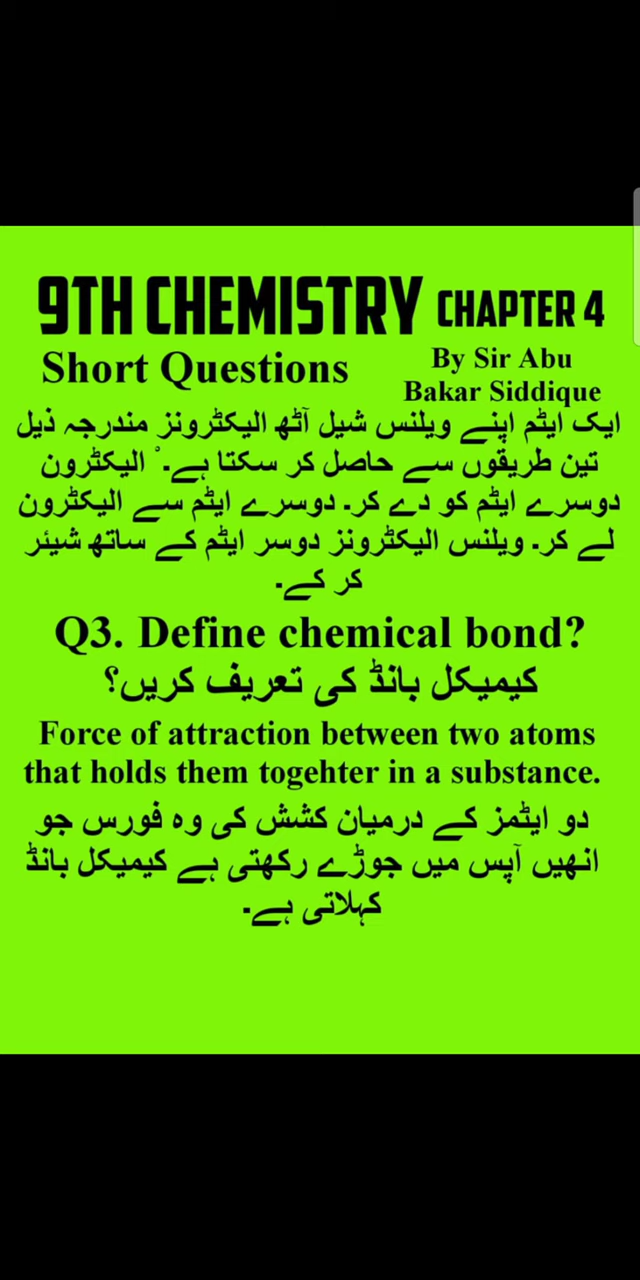 9TH CHEMISTRY CHAPTER 4
Short Questions
By Sir Abu
Bakar Siddique
ایک ایٹم اپنے ویلنس شیل آٹھ الیکٹرونز مندرجہ ذیل
تین طریقوں سے حاصل کر سکتا ہے۔ْ الیکٹرون
دوسرے ایٹم کو دے کر۔ دوسرے ایٹم سے الیکٹرون
لے کر۔ ویلنس الیکٹرونز دوسر ایٹم کے ساتھ شیئر
کر کے۔
Q3. Define chemical bond?
کیمیکل بانڈ کی تعریف کریں؟
Force of attraction between two atoms
that holds them togehter in a substance.
دو ایٹمز کے درمیان کشش کی وہ فورس جو
انھیں آپس میں جوڑے رکھتی ہے کیمیکل بانڈ
کہلاتی ہے۔